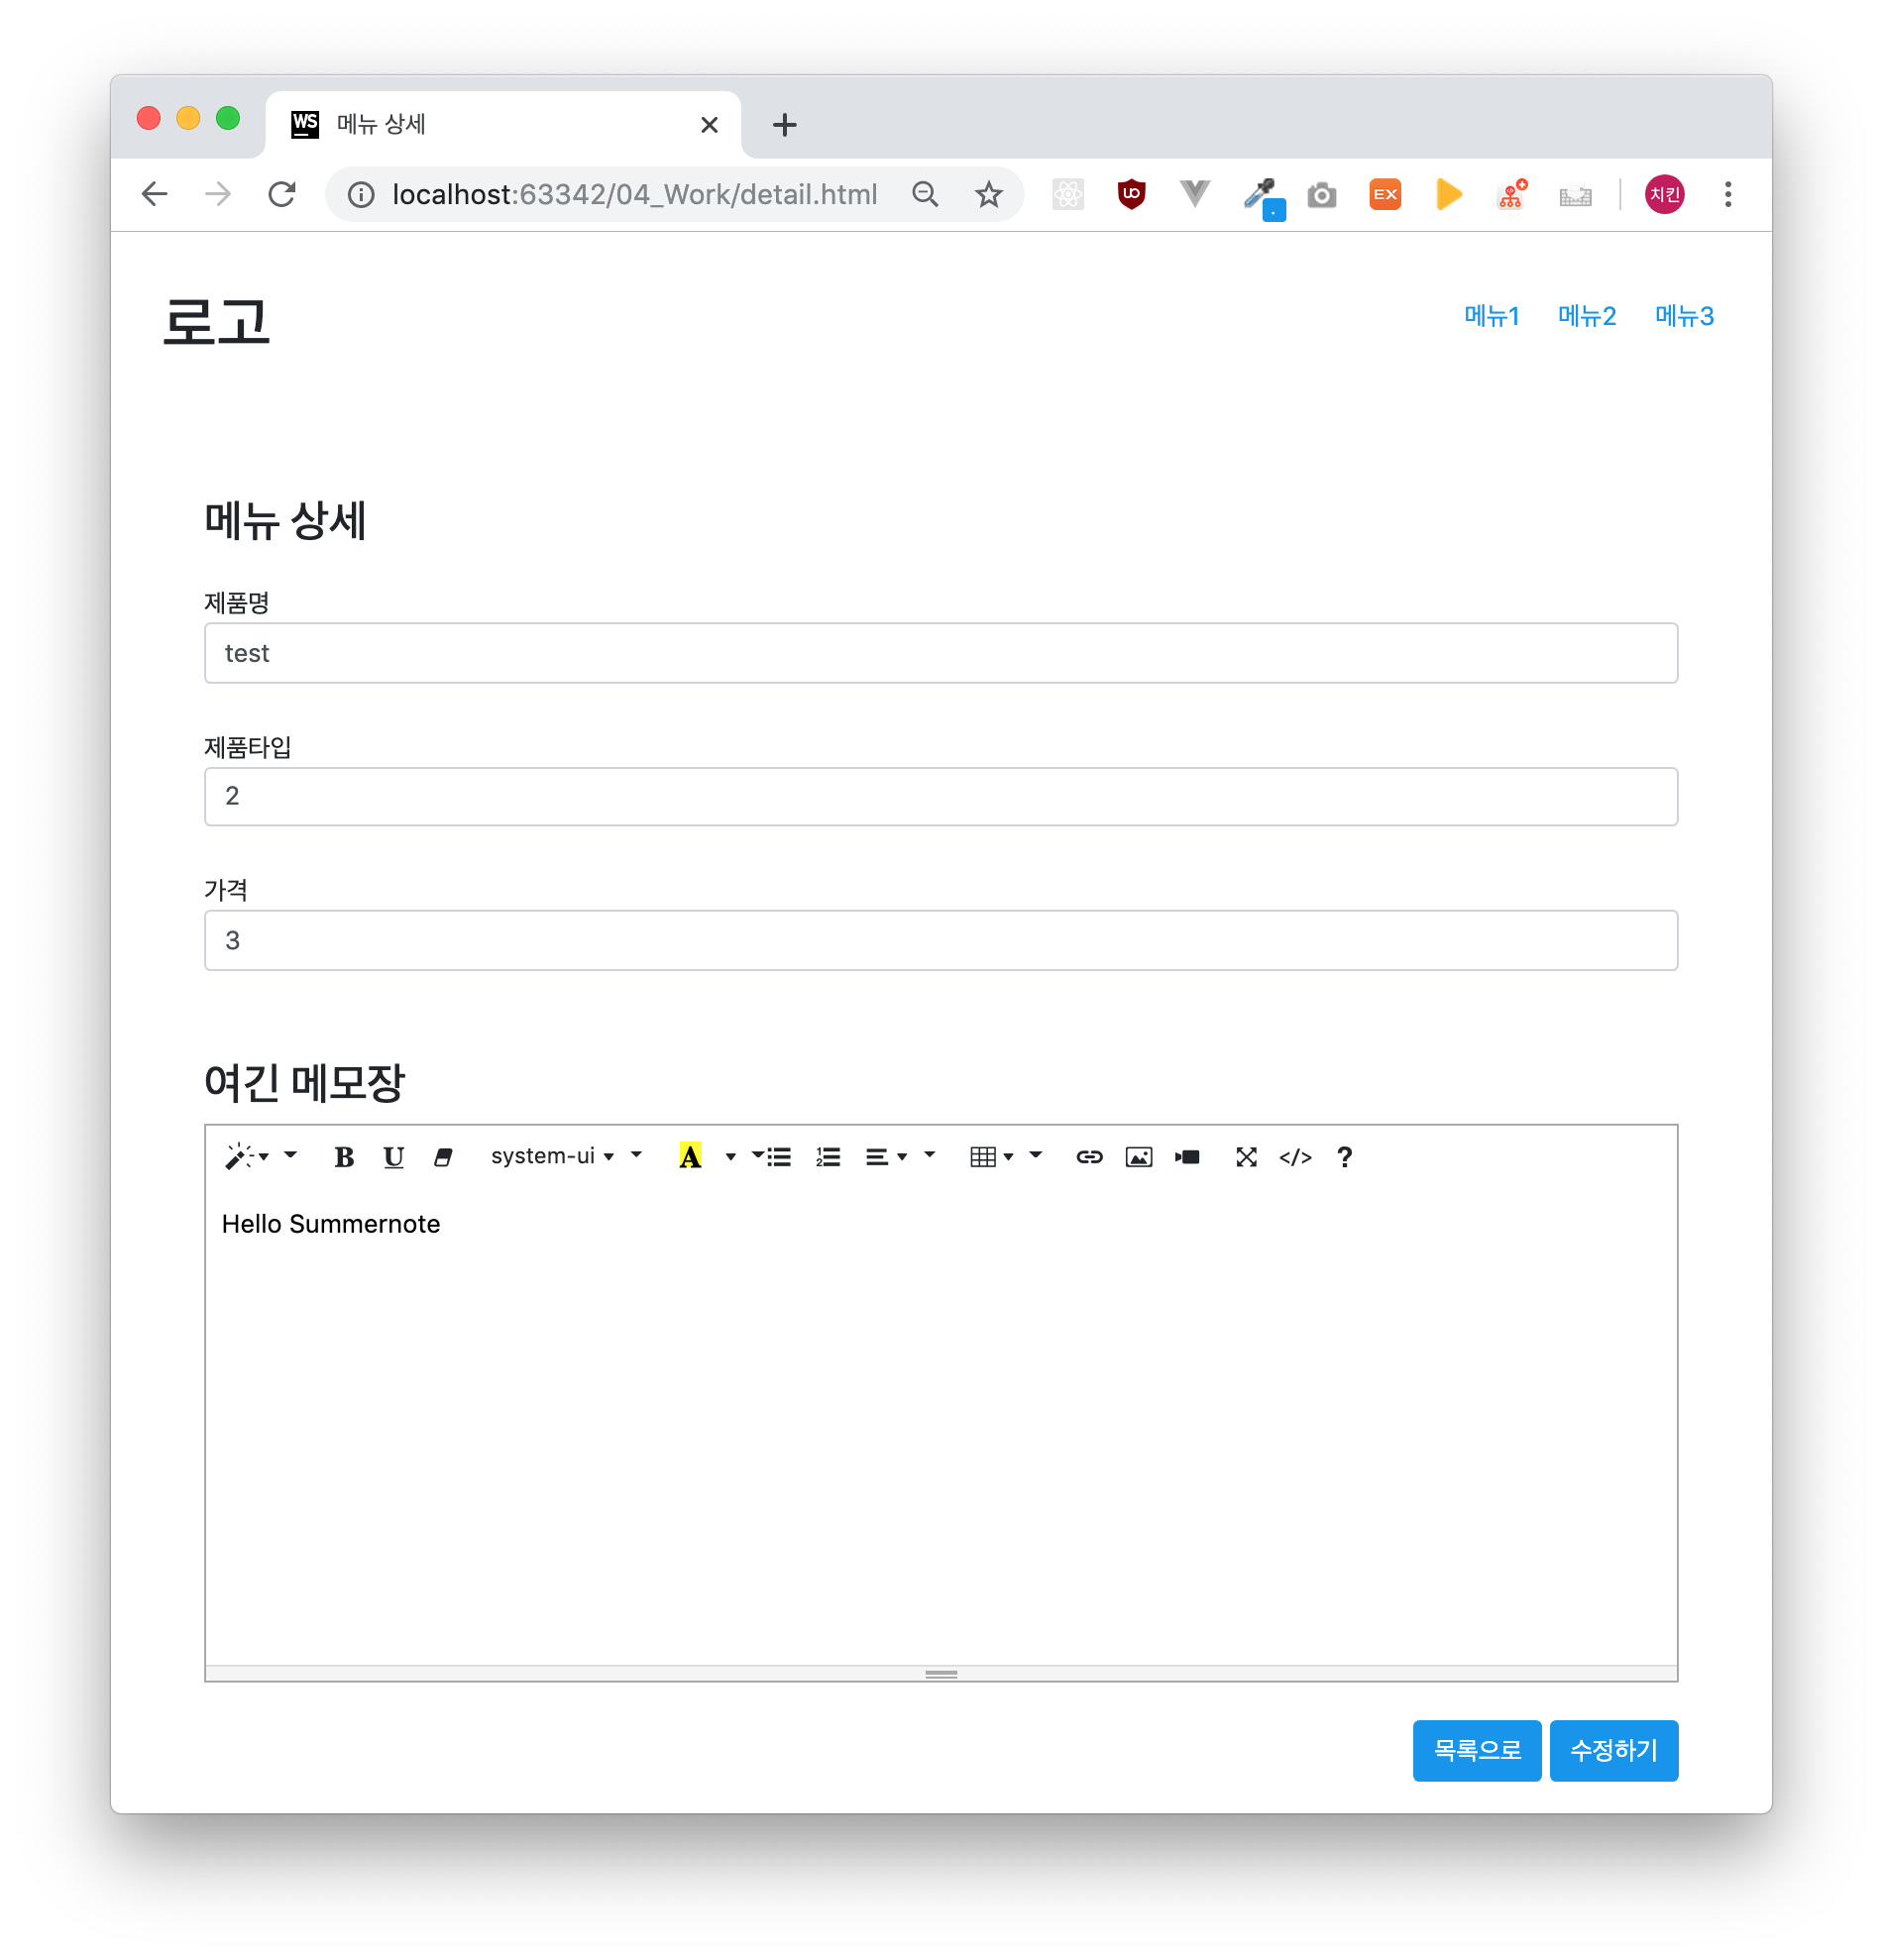 WS 메뉴 상세
localhost:63342/04_Work/detail.html EX 치킨
로고 메뉴1 메뉴2 메뉴3
메뉴 상세
제품명
test
제품타입
2
가격
3
여긴 메모장
B U system-ui A </> ?
Hello Summernote
목록으로 수정하기